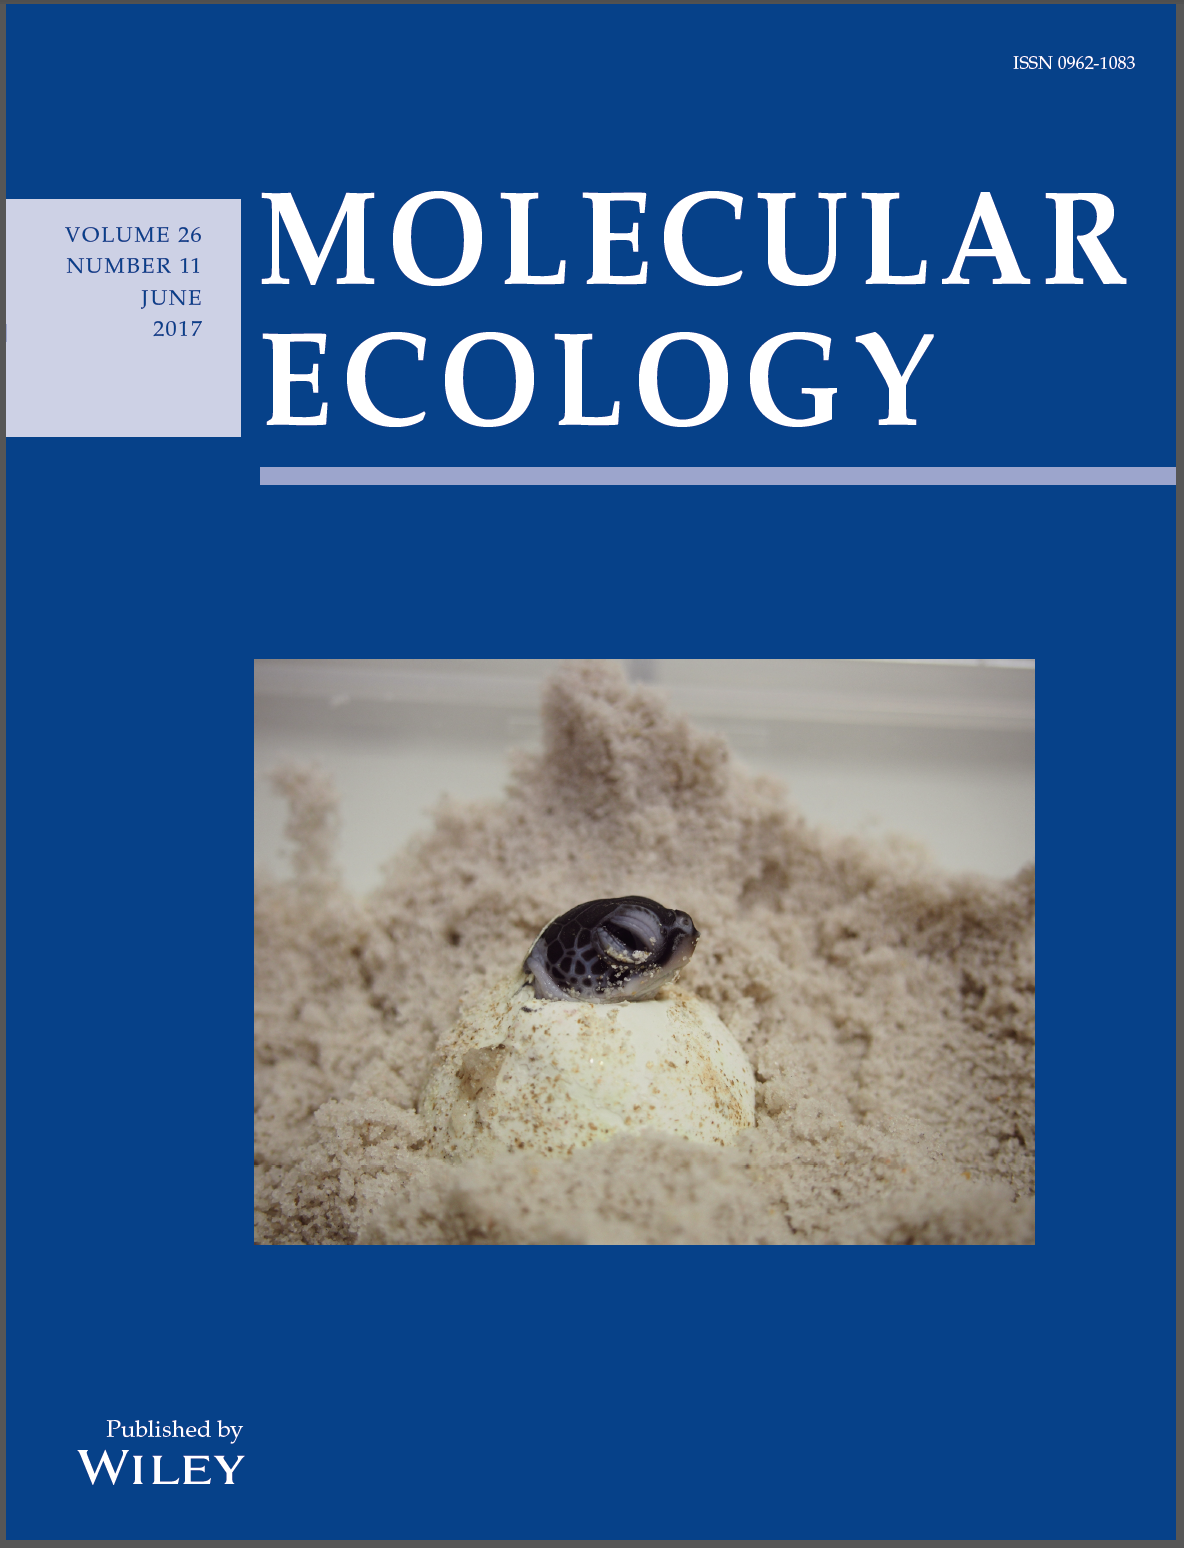 ISSN 0962-1083
VOLUME 26
NUMBER 11
JUNE
2017
MOLECULAR
ECOLOGY
Published by
WILEY